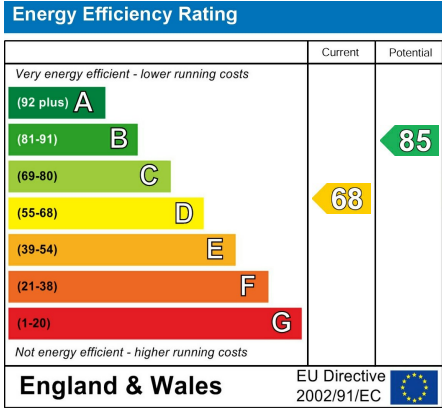 Energy Efficiency Rating
Current Potential
Very energy efficient - lower running costs
(92 plus) A
(81-91) B
85
(69-80) C
(55-68) D
68
(39-54) E
(21-38) F
(1-20) G
Not energy efficient - higher running costs
England & Wales
EU Directive
2002/91/EC